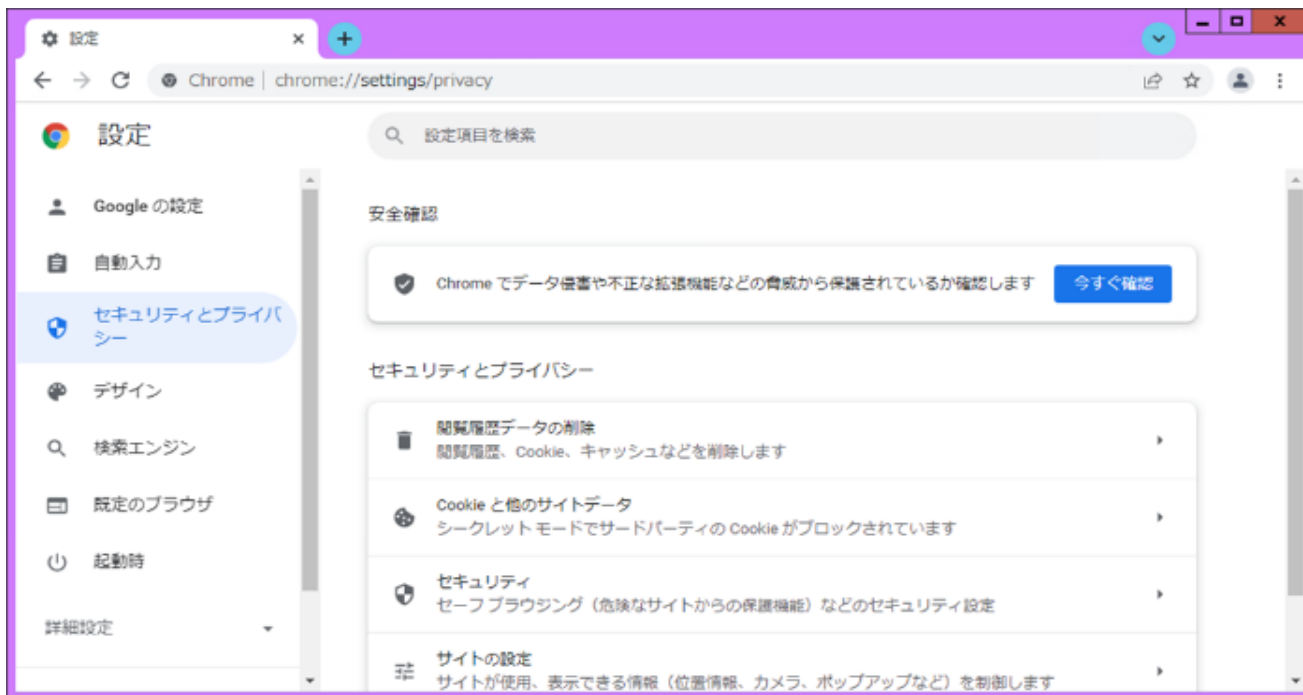 設定
Chrome | chrome://settings/privacy
設定
設定項目を検索
Google の設定
自動入力
セキュリティとプライバ
シー
デザイン
検索エンジン
既定のブラウザ
起動時
詳細設定
安全確認
Chrome でデータ侵害や不正な拡張機能などの脅威から保護されているか確認します
今すぐ確認
セキュリティとプライバシー
閲覧履歴データの削除
閲覧履歴、Cookie、キャッシュなどを削除します
Cookie と他のサイトデータ
シークレット モードでサードパーティの Cookie がブロックされています
セキュリティ
セーフ ブラウジング（危険なサイトからの保護機能）などのセキュリティ設定
サイトの設定
サイトが使用、表示できる情報（位置情報、カメラ、ポップアップなど）を制御します